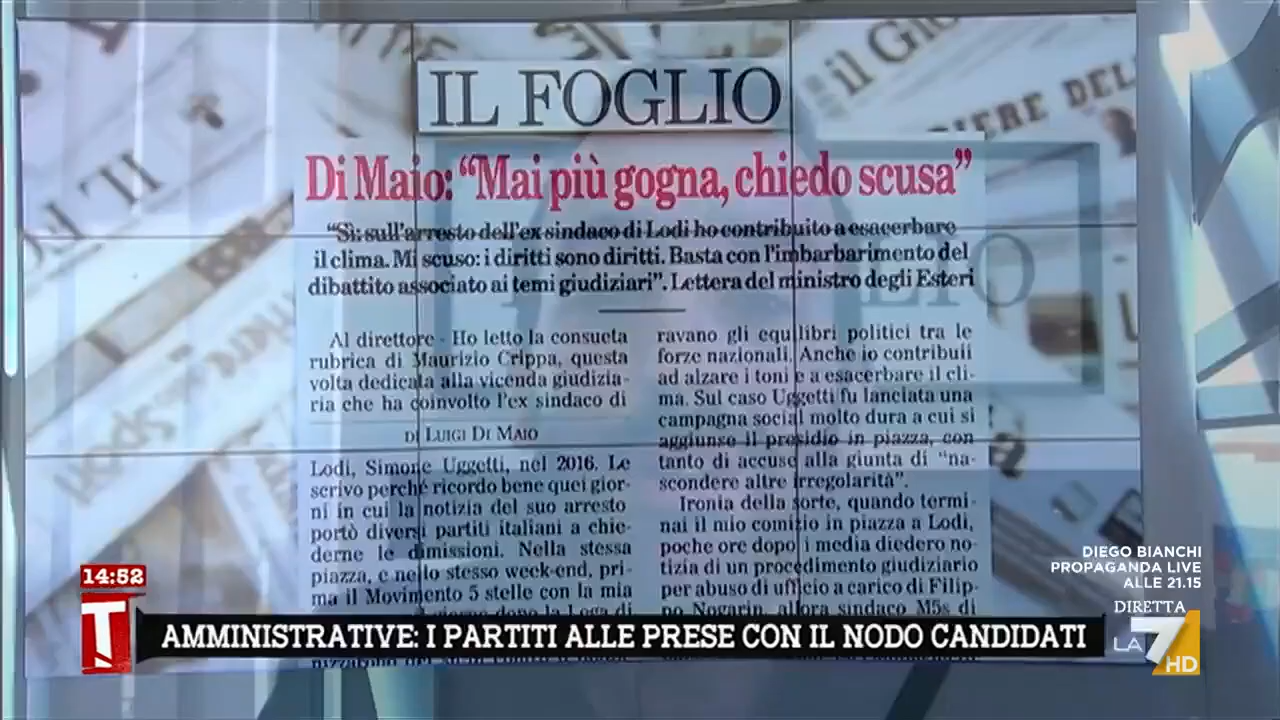 IL FOGLIO
Di Maio: “Mai più gogna, chiedo scusa”
“Sì: sull’arresto dell’ex sindaco di Lodi ho contribuito a esacerbare
il clima. Mi scuso: i diritti sono diritti. Basta con l’imbarbarimento del
dibattito associato ai temi giudiziari”. Lettera del ministro degli Esteri
Al direttore - Ho letto la consueta
rubrica di Maurizio Crippa, questa
volta dedicata alla vicenda giudizia-
ria che ha coinvolto l’ex sindaco di
DI LUIGI DI MAIO
Lodi, Simone Uggetti, nel 2016. Le
scrivo perché ricordo bene quei gior-
ni in cui la notizia del suo arresto
portò diversi partiti italiani a chie-
derne le dimissioni. Nella stessa
piazza, e nello stesso week-end, pri-
ma il Movimento 5 stelle con la mia
dopo la Lega di
ravano gli equilibri politici tra le
forze nazionali. Anche io contribuii
ad alzare i toni e a esacerbare il cli-
ma. Sul caso Uggetti fu lanciata una
campagna social molto dura a cui si
aggiunse il presidio in piazza, con
tanto di accuse alla giunta di “na-
scondere altre irregolarità”.
Ironia della sorte, quando termi-
nai il mio comizio in piazza a Lodi,
poche ore dopo i media diedero no-
tizia di un procedimento giudiziario
per abuso di ufficio a carico di Filip-
po Nogarin, allora sindaco M5s di
14:52
T
AMMINISTRATIVE: I PARTITI ALLE PRESE CON IL NODO CANDIDATI
DIEGO BIANCHI
PROPAGANDA LIVE
ALLE 21.15
DIRETTA
LA 7 HD